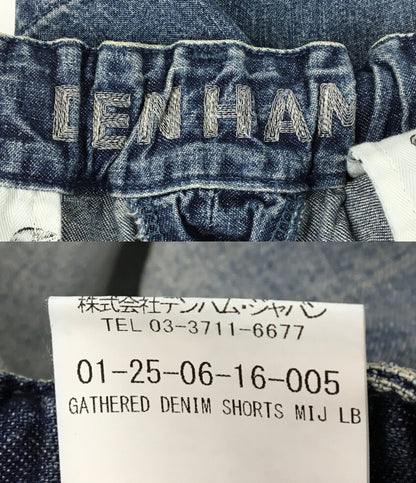 DENHAM
株式会社デンハム・ジャパン
TEL 03-3711-6677
01-25-06-16-005
GATHERED DENIM SHORTS MIJ LB